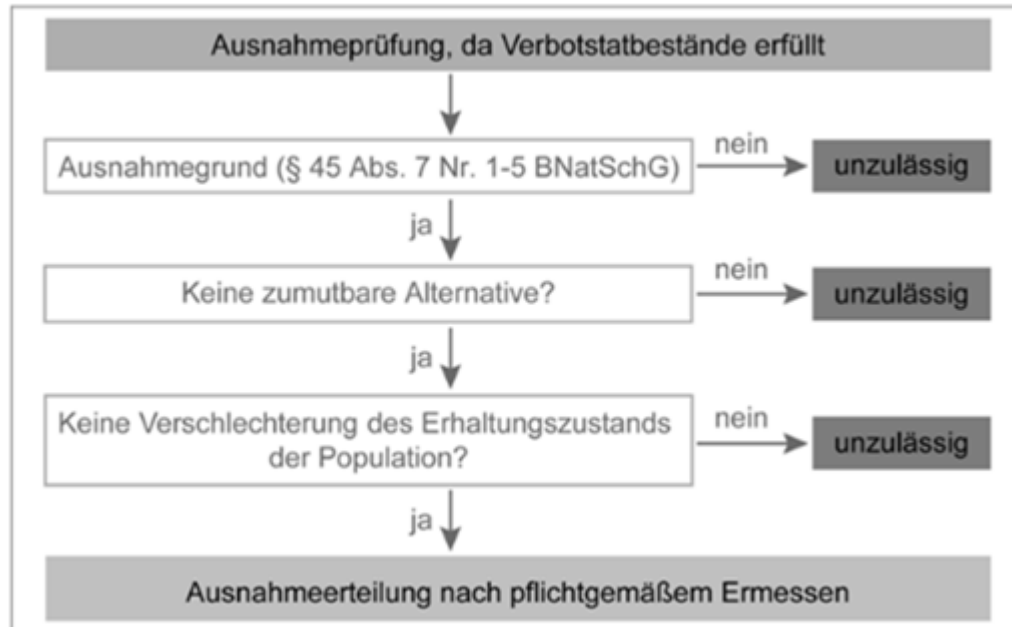 Ausnahmeprüfung, da Verbotstatbestände erfüllt
Ausnahmegrund (§ 45 Abs. 7 Nr. 1-5 BNatSchG)
nein
unzulässig
ja
Keine zumutbare Alternative?
nein
unzulässig
ja
Keine Verschlechterung des Erhaltungszustands
der Population?
nein
unzulässig
ja
Ausnahmeerteilung nach pflichtgemäßem Ermessen